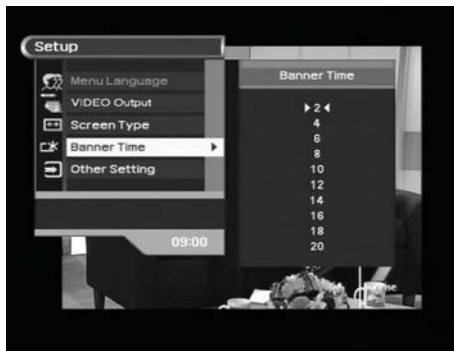 Setup
Menu Language
VIDEO Output
Screen Type
Banner Time
Other Setting
09:00
Banner Time
2
4
6
8
10
12
14
16
18
20